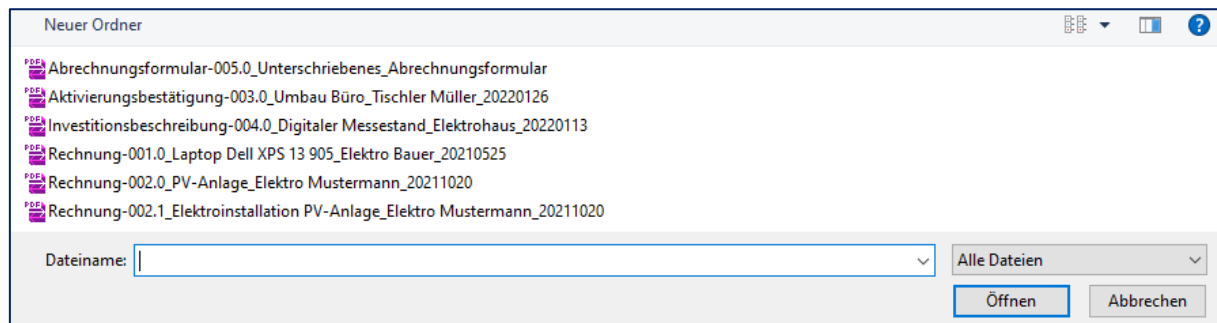 Neuer Ordner
Abrechnungsformular-005.0_Unterschriebenes_Abrechnungsformular
Aktivierungsbestätigung-003.0_Umbau Büro_Tischler Müller_20220126
Investitionsbeschreibung-004.0_Digitaler Messestand_Elektrohaus_20220113
Rechnung-001.0_Laptop Dell XPS 13 905_Elektro Bauer_20210525
Rechnung-002.0_PV-Anlage_Elektro Mustermann_20211020
Rechnung-002.1_Elektroinstallation PV-Anlage_Elektro Mustermann_20211020
Dateiname: Alle Dateien
Öffnen Abbrechen